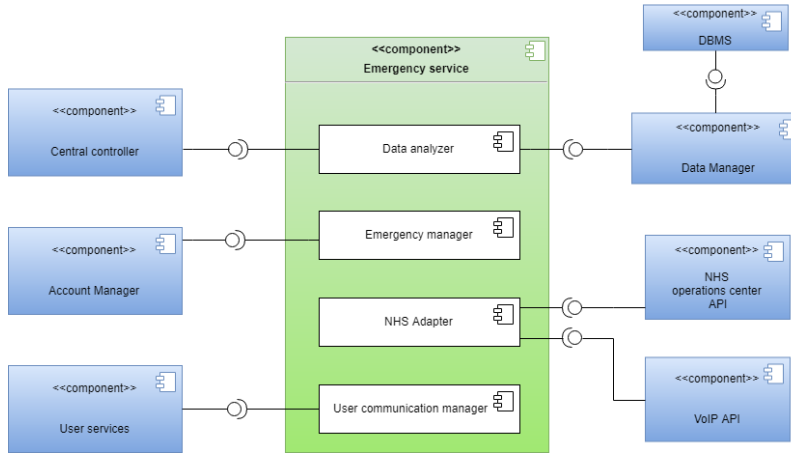 <<component>>
Emergency service
<<component>>
DBMS
<<component>>
Central controller
Data analyzer
<<component>>
Data Manager
<<component>>
Account Manager
Emergency manager
<<component>>
NHS
operations center
API
NHS Adapter
<<component>>
User services
User communication manager
<<component>>
VoIP API